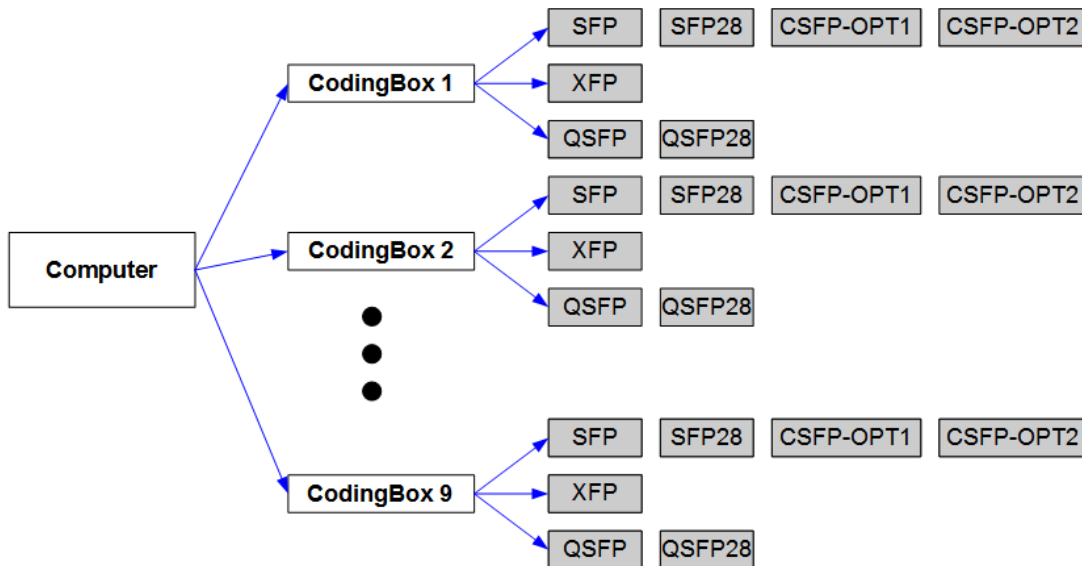 SFP SFP28 CSFP-OPT1 CSFP-OPT2
CodingBox 1
XFP
QSFP QSFP28
SFP SFP28 CSFP-OPT1 CSFP-OPT2
CodingBox 2
XFP
Computer
QSFP QSFP28
SFP SFP28 CSFP-OPT1 CSFP-OPT2
CodingBox 9
XFP
QSFP QSFP28